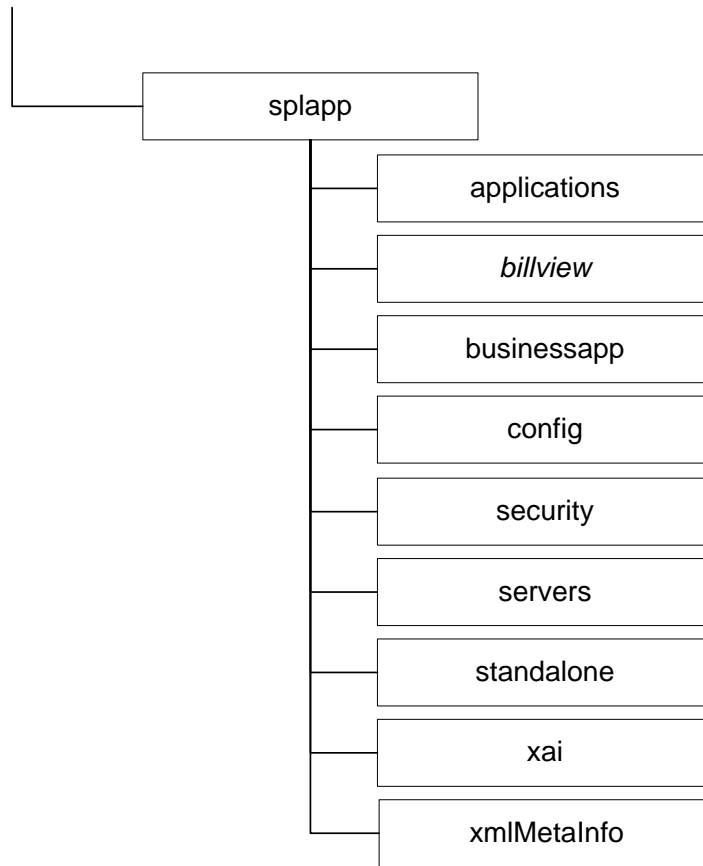 splapp
applications
billview
businessapp
config
security
servers
standalone
xai
xmlMetaInfo